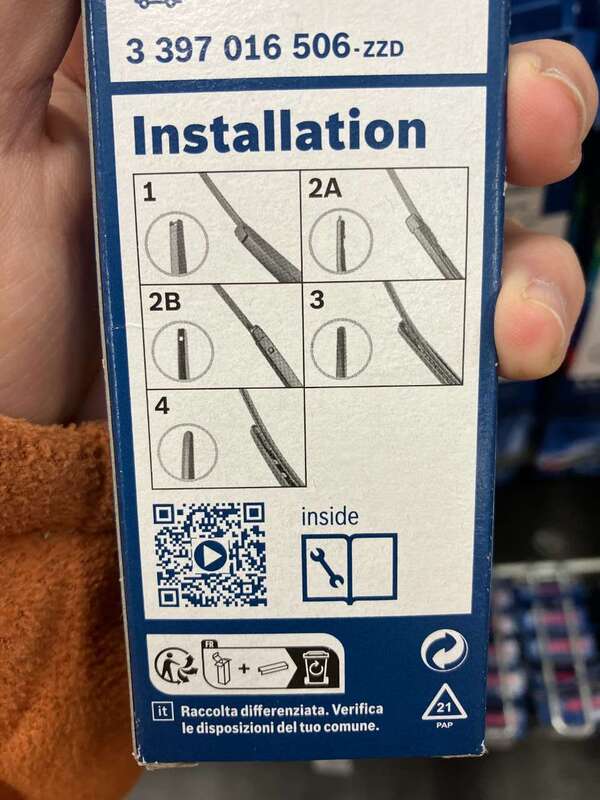 3 397 016 506-ZZD
Installation
1
2A
2B
3
4
inside
FR
+
it Raccolta differenziata. Verifica
le disposizioni del tuo comune.
21
PAP